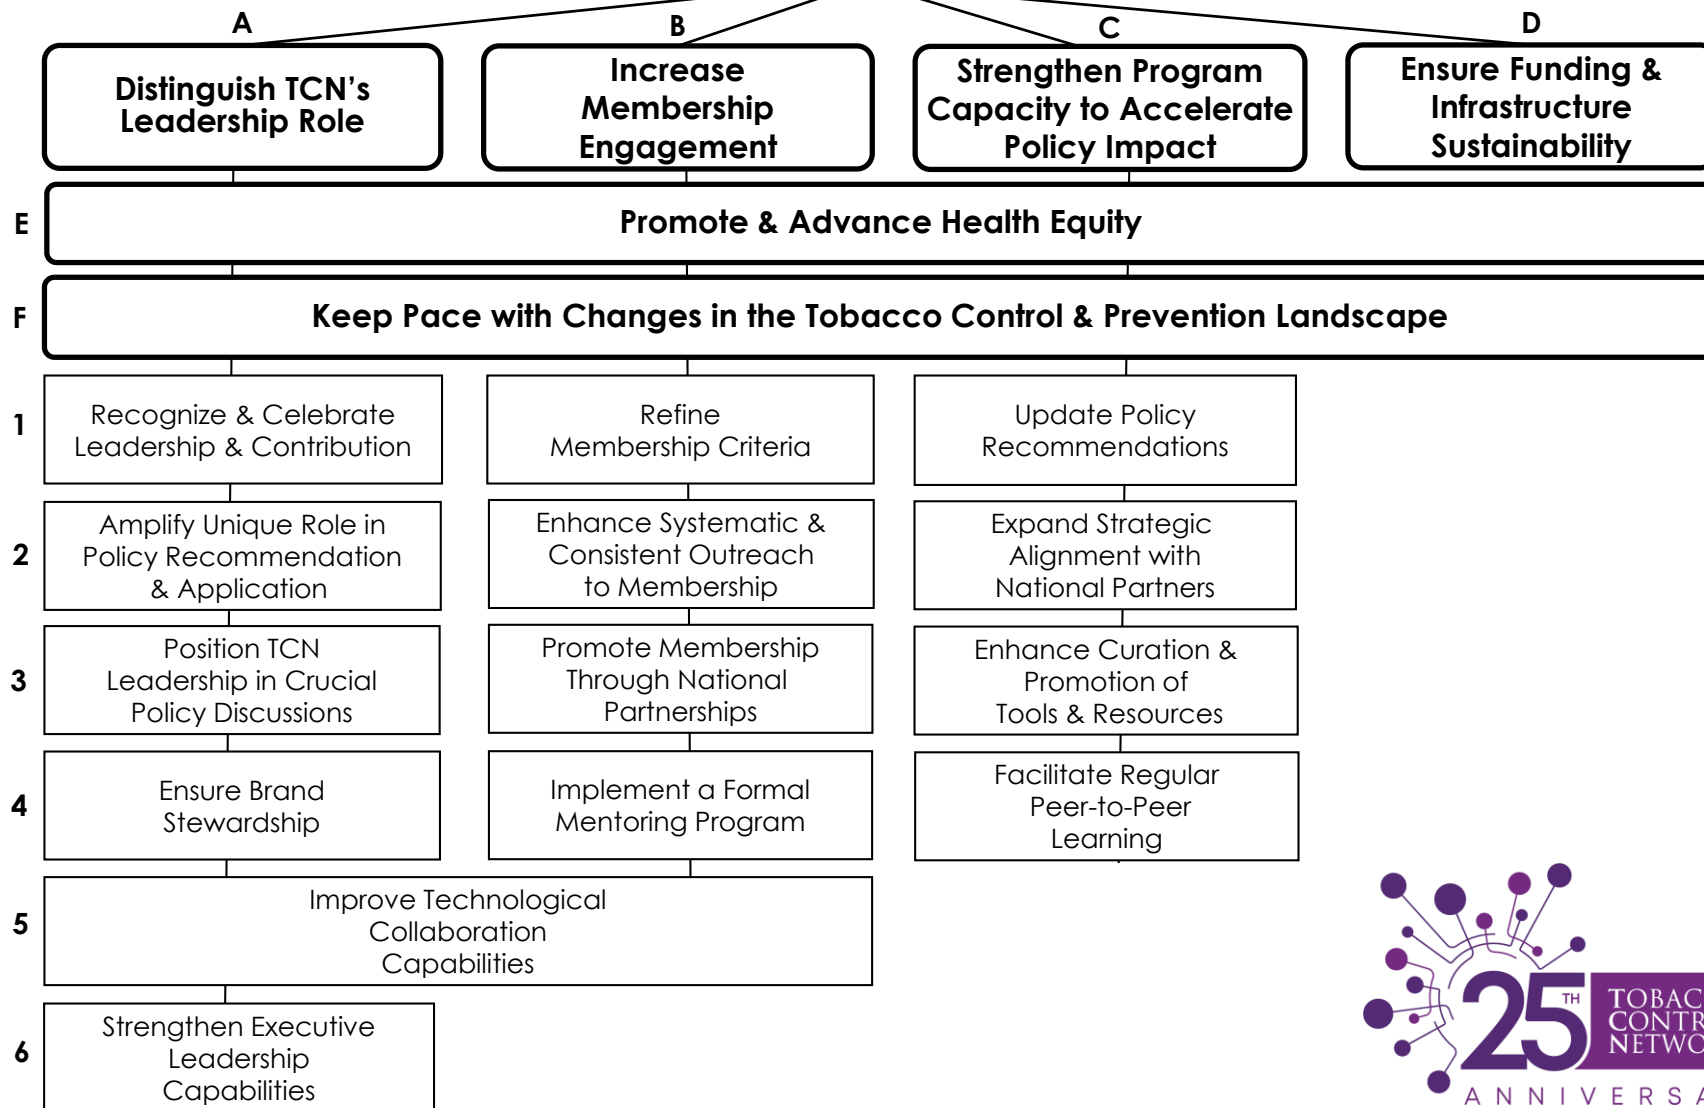 A
B
C
D
Distinguish TCN's
Leadership Role
Increase
Membership
Engagement
Strengthen Program
Capacity to Accelerate
Policy Impact
Ensure Funding &
Infrastructure
Sustainability
E
Promote & Advance Health Equity
F
Keep Pace with Changes in the Tobacco Control & Prevention Landscape
1
Recognize & Celebrate
Leadership & Contribution
Refine
Membership Criteria
Update Policy
Recommendations
2
Amplify Unique Role in
Policy Recommendation
& Application
Enhance Systematic &
Consistent Outreach
to Membership
Expand Strategic
Alignment with
National Partners
3
Position TCN
Leadership in Crucial
Policy Discussions
Promote Membership
Through National
Partnerships
Enhance Curation &
Promotion of
Tools & Resources
4
Ensure Brand
Stewardship
Implement a Formal
Mentoring Program
Facilitate Regular
Peer-to-Peer
Learning
5
Improve Technological
Collaboration
Capabilities
6
Strengthen Executive
Leadership
Capabilities
25TH
TOBAC
CONTR
NETWO
ANNIVERSA